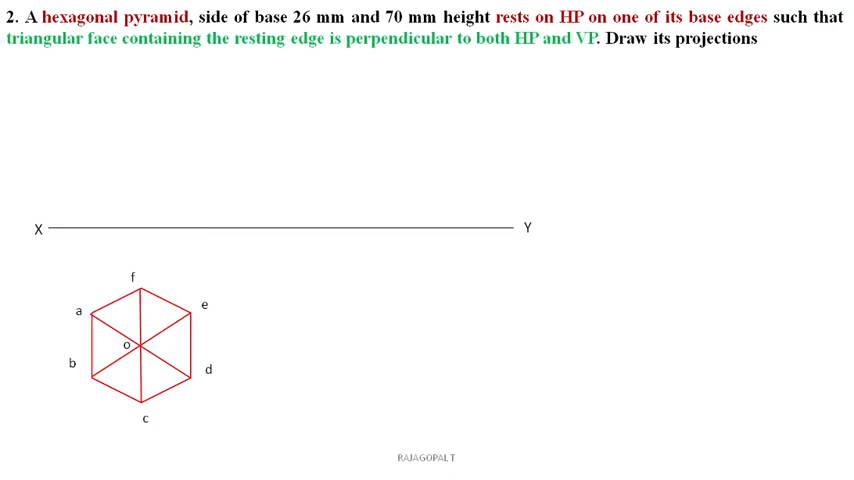 2. A hexagonal pyramid, side of base 26 mm and 70 mm height rests on HP on one of its base edges such that
triangular face containing the resting edge is perpendicular to both HP and VP. Draw its projections
X
Y
f
a
e
o
b
d
c
RAJAGOPAL T